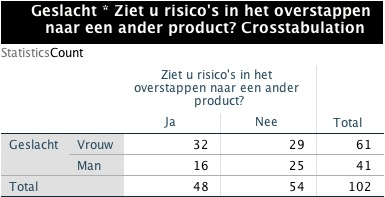 Geslacht * Ziet u risico's in het overstappen
naar een ander product? Crosstabulation
StatisticsCount
Ziet u risico's in het
overstappen naar een ander
product?
Ja Nee Total
Geslacht Vrouw 32 29 61
Man 16 25 41
Total 48 54 102